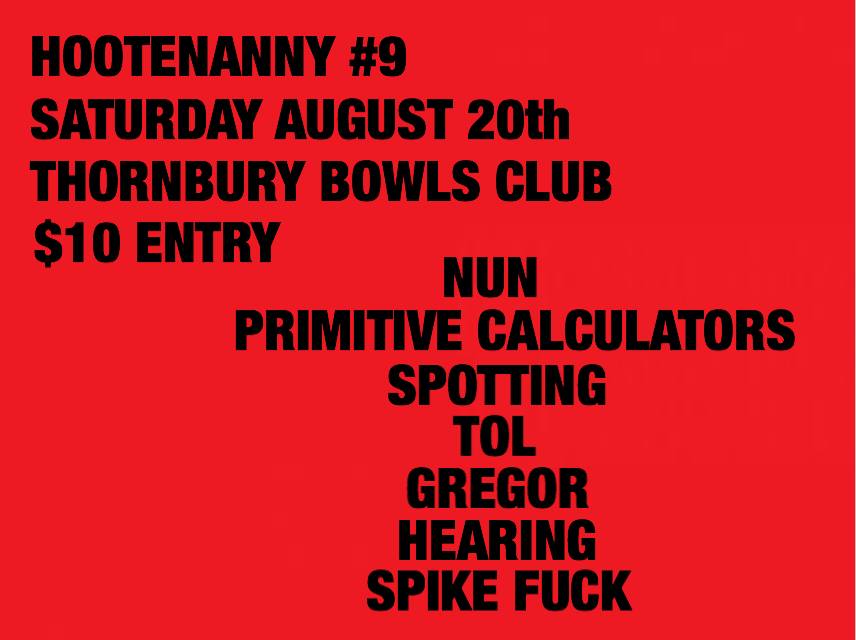 HOOTENANNY #9
SATURDAY AUGUST 20th
THORNBURY BOWLS CLUB
$10 ENTRY
NUN
PRIMITIVE CALCULATORS
SPOTTING
TOL
GREGOR
HEARING
SPIKE FUCK